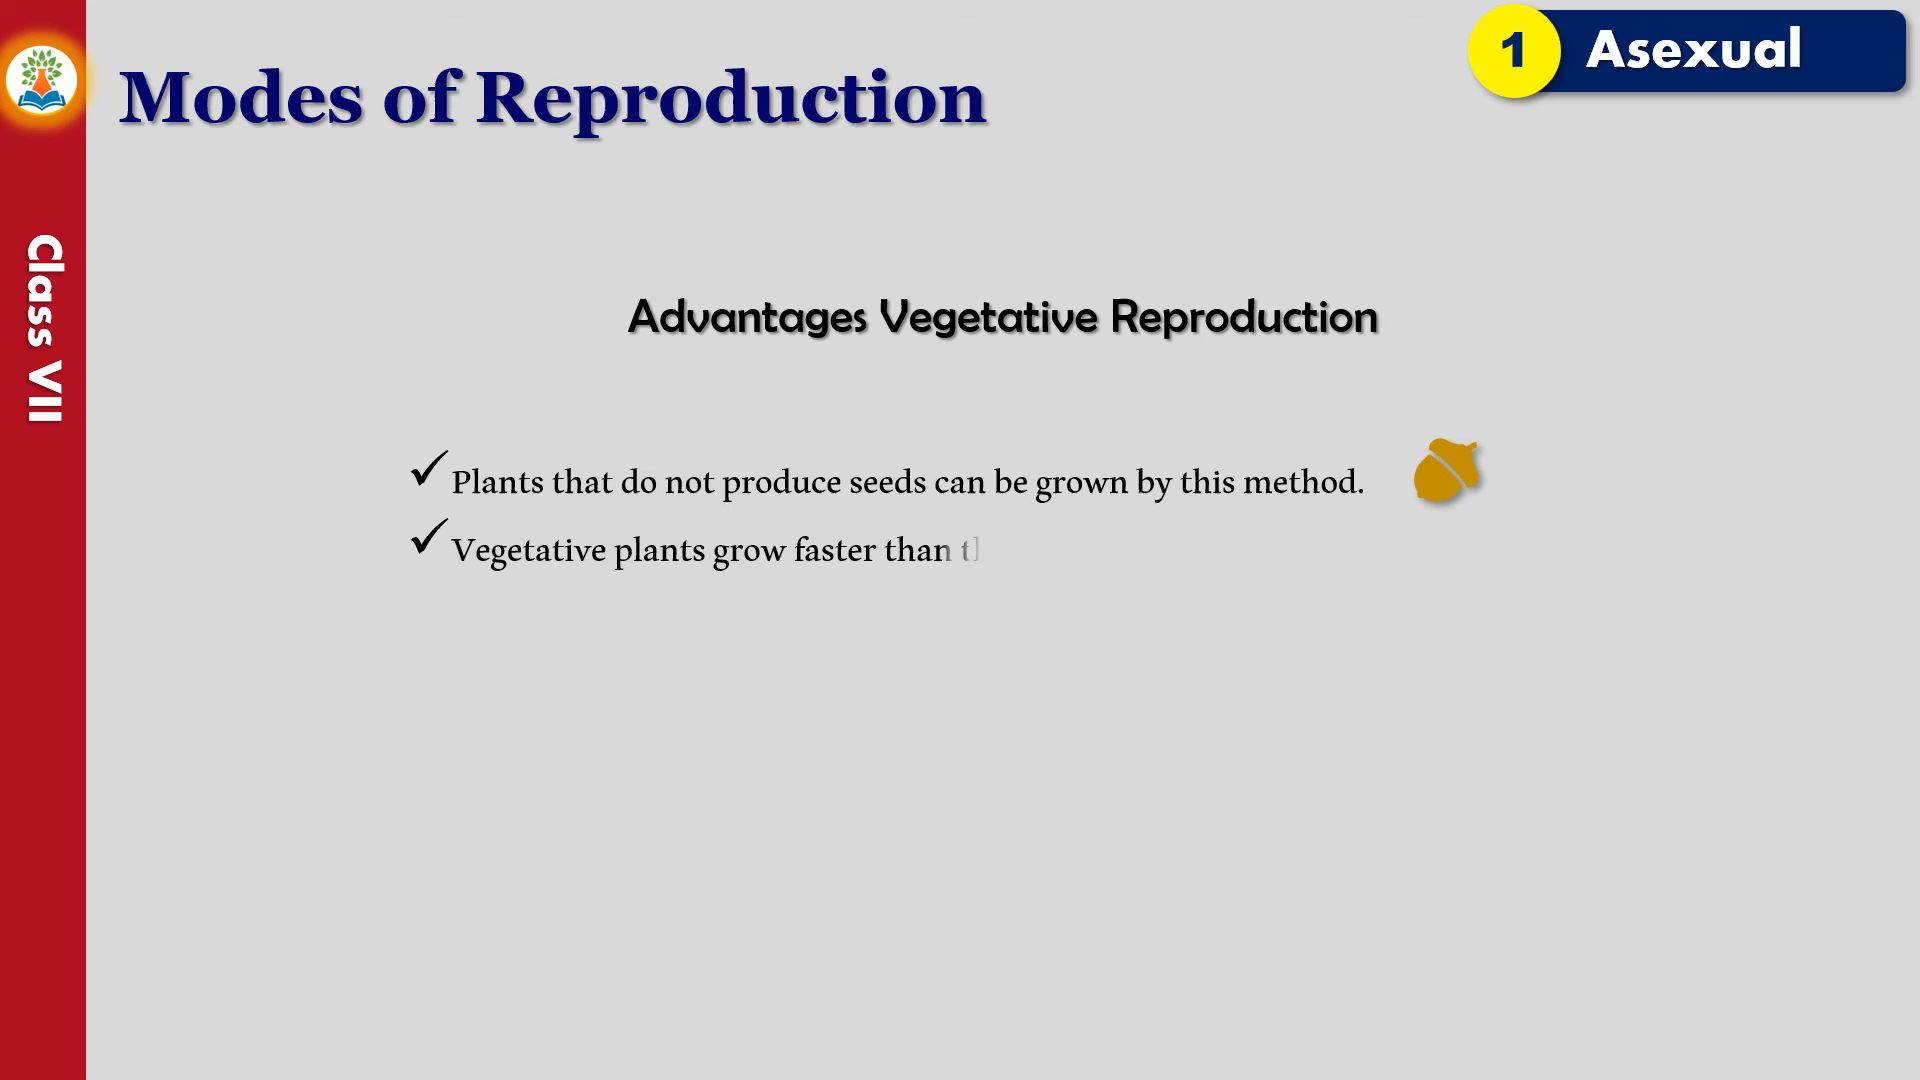 1 Asexual
Modes of Reproduction
Class VII
Advantages Vegetative Reproduction
✓Plants that do not produce seeds can be grown by this method.
✓Vegetative plants grow faster than